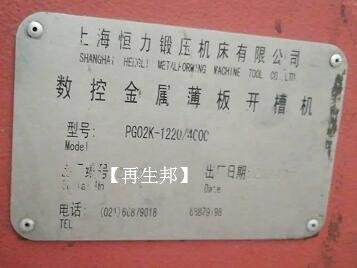 上海恒力锻压机床有限公司
SHANGHAI HENGLI METALFORMING MACHINE TOOL CO.,LTD.
数控金属薄板开槽机
型号: PG02K-1220/4000
Model
【再生邦】 出厂日期:
Date
电话: (021)60879018 68879198
TEL